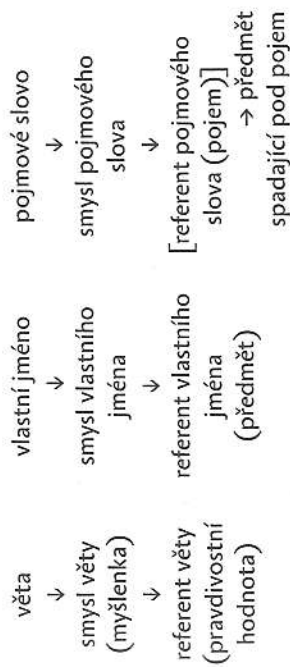 věta
↓
smysl věty
(myšlenka)
↓
referent věty
(pravdivostní
hodnota)
vlastní jméno
↓
smysl vlastního
jména
↓
referent vlastního
jména
(předmět)
pojmové slovo
↓
smysl pojmového
slova
↓
[referent pojmového
slova (pojem)]
→ předmět
spadající pod pojem